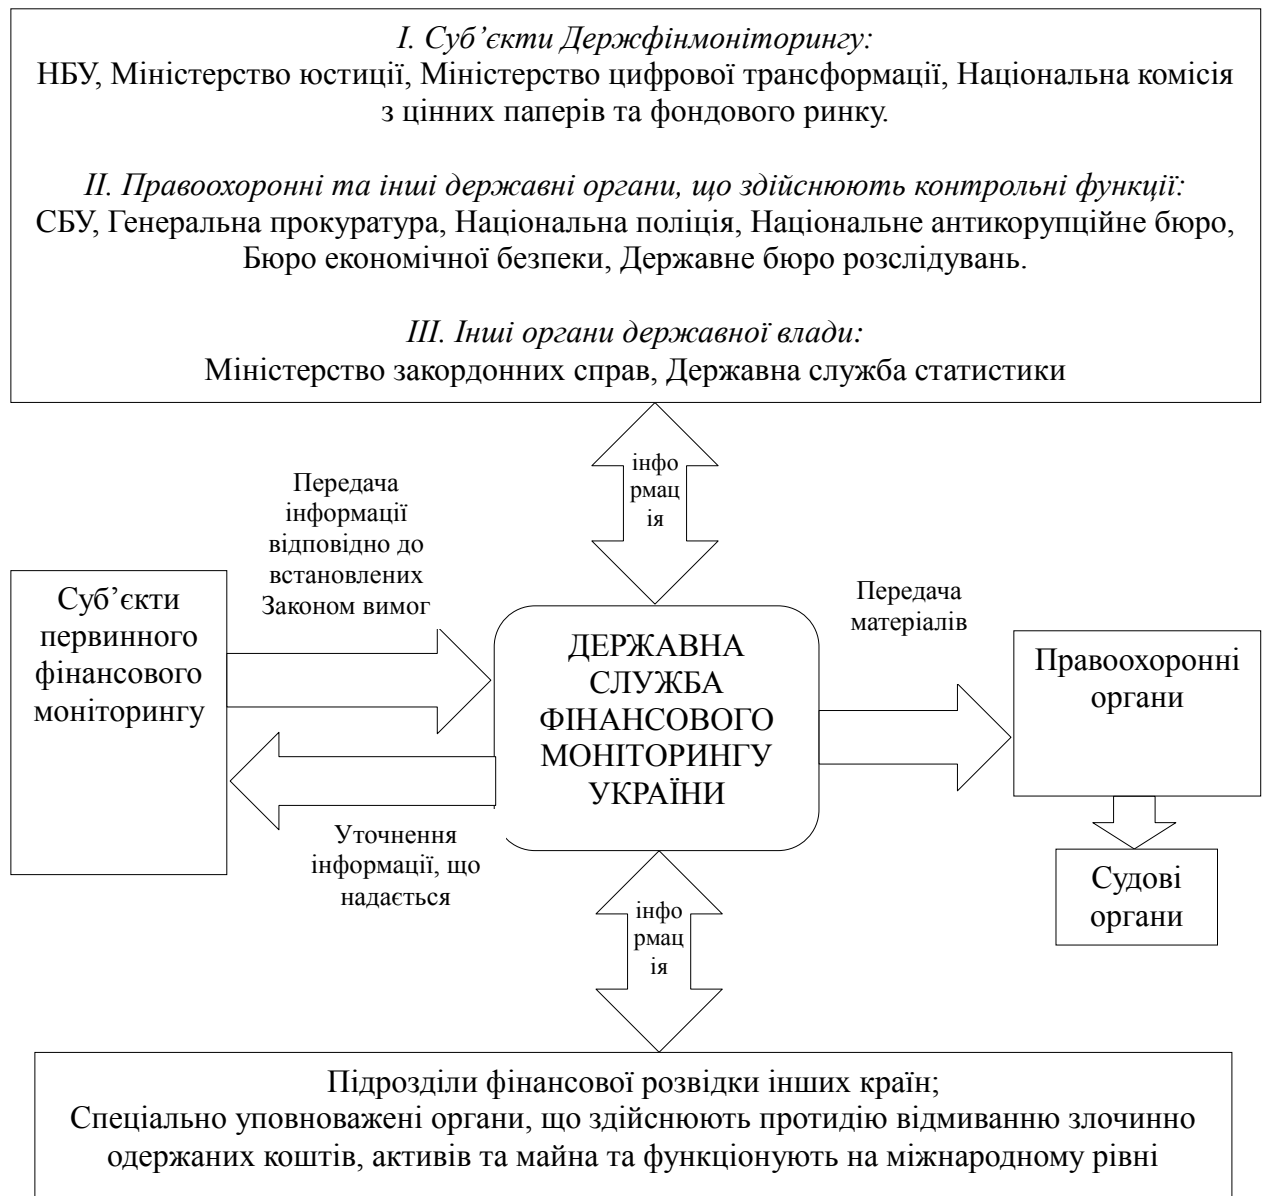 I. Суб’єкти Держфінмоніторингу:
НБУ, Міністерство юстиції, Міністерство цифрової трансформації, Національна комісія
з цінних паперів та фондового ринку.
II. Правоохоронні та інші державні органи, що здійснюють контрольні функції:
СБУ, Генеральна прокуратура, Національна поліція, Національне антикорупційне бюро,
Бюро економічної безпеки, Державне бюро розслідувань.
III. Інші органи державної влади:
Міністерство закордонних справ, Державна служба статистики
інфо
рмац
ія
Передача
інформації
відповідно до
встановлених
Законом вимог
Суб’єкти
первинного
фінансового
моніторингу
ДЕРЖАВНА
СЛУЖБА
ФІНАНСОВОГО
МОНІТОРИНГУ
УКРАЇНИ
Передача
матеріалів
Правоохоронні
органи
Уточнення
інформації, що
надається
Судові
органи
інфо
рмац
ія
Підрозділи фінансової розвідки інших країн;
Спеціально уповноважені органи, що здійснюють протидію відмиванню злочинно
одержаних коштів, активів та майна та функціонують на міжнародному рівні